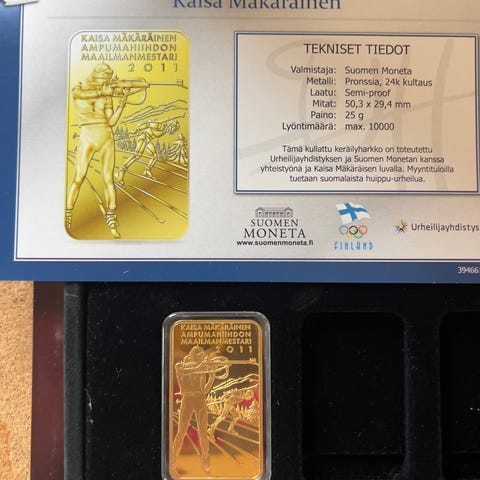 Kaisa Mäkäräinen
KAISA MÄKÄRÄINEN
AMPUMAHIIHDON
MAAILMANMESTARI
2011
TEKNISET TIEDOT
Valmistaja: Suomen Moneta
Metalli: Pronssia, 24k kultaus
Laatu: Semi-proof
Mitat: 50,3 x 29,4 mm
Paino: 25 g
Lyöntimäärä: max. 10000
Tämä kullattu keräilyharkko on toteutettu
Urheilijayhdistyksen ja Suomen Monetan kanssa
yhteistyönä ja Kaisa Mäkäräisen luvalla. Myyntituloilla
tuetaan suomalaista huippu-urheilua.
SUOMEN
MONETA
www.suomenmoneta.fi
FINLAND
Urheilijayhdistys
39466
KAISA MÄKÄRÄINEN
AMPUMAHIIHDON
MAAILMANMESTARI
2011